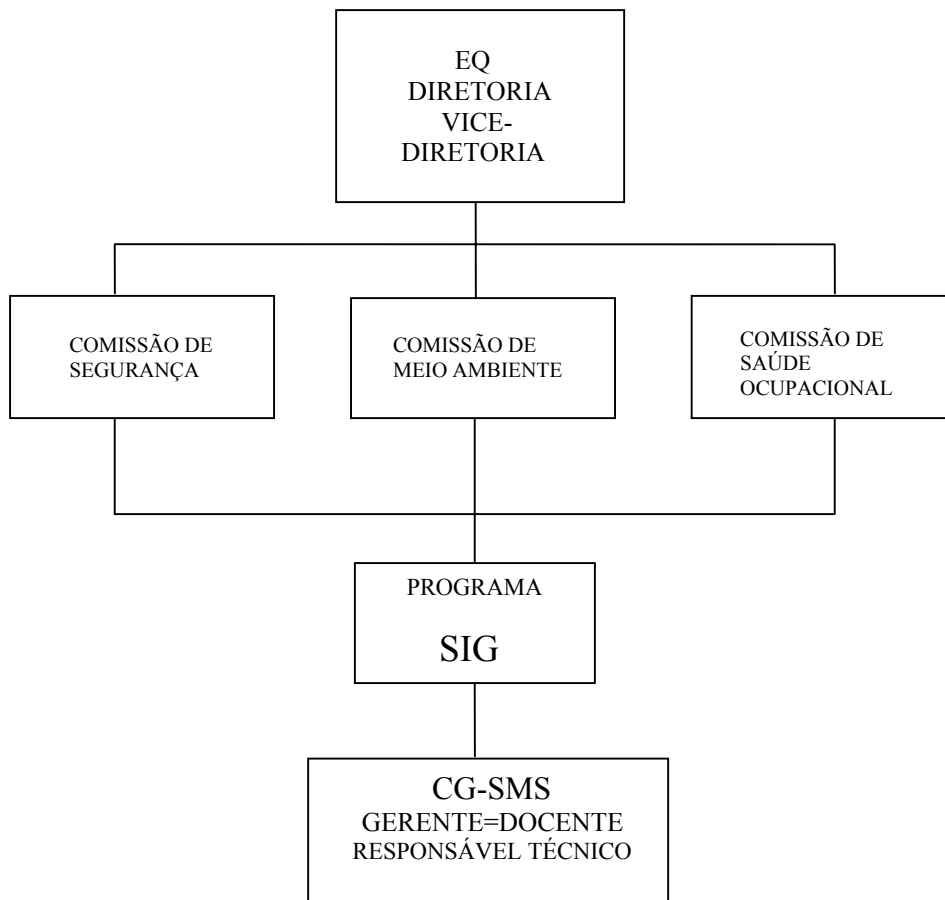 EQ
DIRETORIA
VICE-
DIRETORIA
COMISSÃO DE
SEGURANÇA
COMISSÃO DE
MEIO AMBIENTE
COMISSÃO DE
SAÚDE
OCUPACIONAL
PROGRAMA
SIG
CG-SMS
GERENTE=DOCENTE
RESPONSÁVEL TÉCNICO